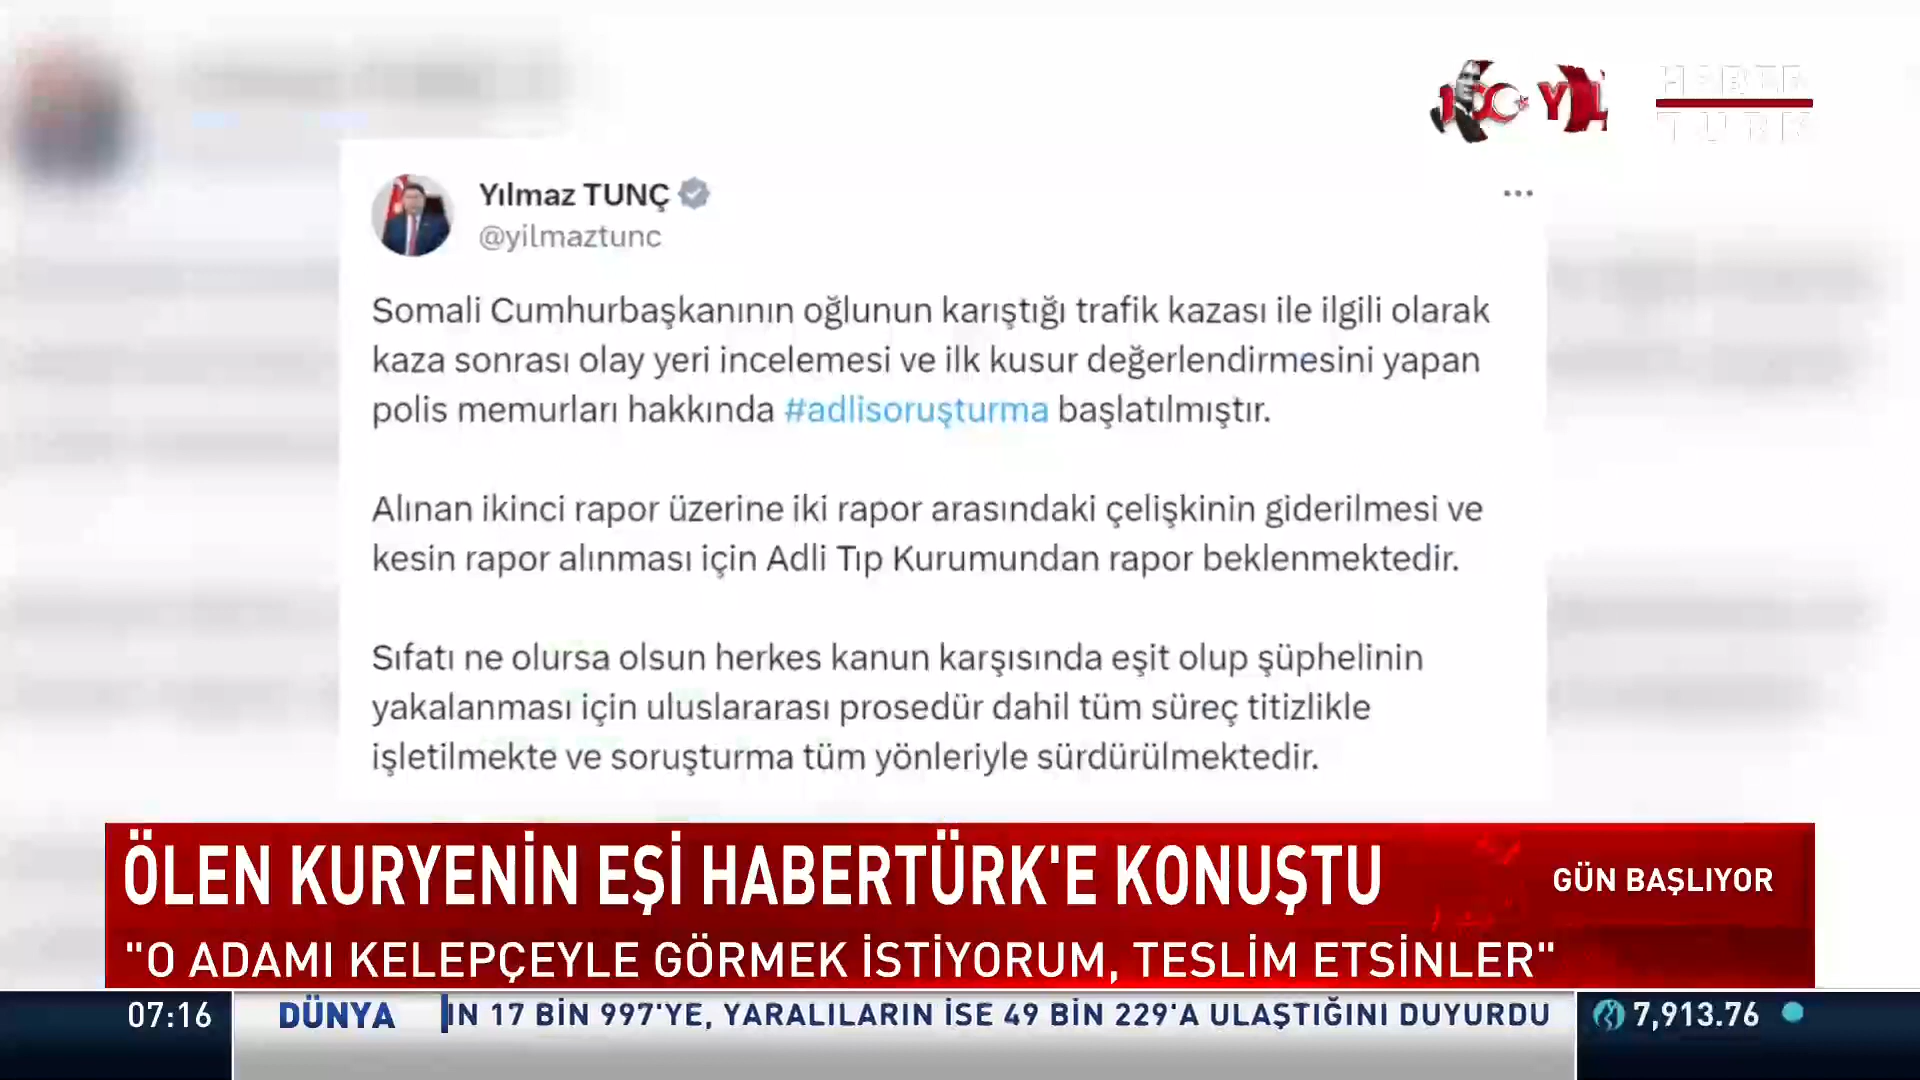 100 YIL
HABER
TÜRK
Yılmaz TUNÇ
@yilmaztunc
Somali Cumhurbaşkanının oğlunun karıştığı trafik kazası ile ilgili olarak
kaza sonrası olay yeri incelemesi ve ilk kusur değerlendirmesini yapan
polis memurları hakkında #adlisoruşturma başlatılmıştır.
Alınan ikinci rapor üzerine iki rapor arasındaki çelişkinin giderilmesi ve
kesin rapor alınması için Adli Tıp Kurumundan rapor beklenmektedir.
Sıfatı ne olursa olsun herkes kanun karşısında eşit olup şüphelinin
yakalanması için uluslararası prosedür dahil tüm süreç titizlikle
işletilmekte ve soruşturma tüm yönleriyle sürdürülmektedir.
ÖLEN KURYENİN EŞİ HABERTÜRK'E KONUŞTU
GÜN BAŞLIYOR
"O ADAMI KELEPÇEYLE GÖRMEK İSTİYORUM, TESLİM ETSİNLER"
07:16
DÜNYA
IN 17 BİN 997'YE, YARALILARIN İSE 49 BİN 229'A ULAŞTIĞINI DUYURDU
7,913.76